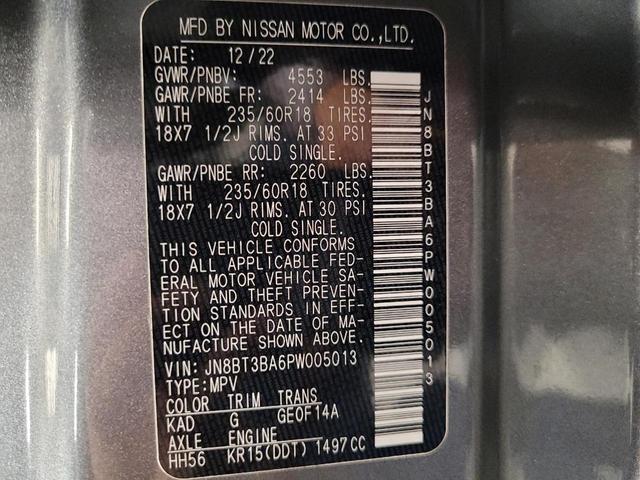 MFD BY NISSAN MOTOR CO.,LTD.
DATE: 12/22
GVWR/PNBV: 4553 LBS.
GAWR/PNBE FR: 2414 LBS.
WITH 235/60R18 TIRES.
18X7 1/2J RIMS. AT 33 PSI
COLD SINGLE.
GAWR/PNBE RR: 2260 LBS.
WITH 235/60R18 TIRES.
18X7 1/2J RIMS. AT 30 PSI
COLD SINGLE.
THIS VEHICLE CONFORMS
TO ALL APPLICABLE FED-
ERAL MOTOR VEHICLE SA-
FETY AND THEFT PREVEN-
TION STANDARDS IN EFF-
ECT ON THE DATE OF MA-
NUFACTURE SHOWN ABOVE.
VIN: JN8BT3BA6PW005013
TYPE:MPV
COLOR TRIM TRANS
KAD G GE0F14A
AXLE ENGINE
HH56 KR15(DDT) 1497CC
JN8BT3BA6PW005013